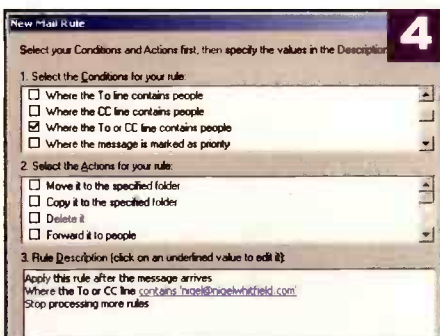 New Mail Rule
4
Select your Conditions and Actions first, then specify the values in the Description
1. Select the Conditions for your rule:
Where the To line contains people
Where the CC line contains people
Where the To or CC line contains people
Where the message is marked as priority
2. Select the Actions for your rule:
Move it to the specified folder
Copy it to the specified folder
Delete it
Forward it to people
3. Rule Description (click on an underlined value to edit it):
Apply this rule after the message arrives
Where the To or CC line contains 'nigel@nigelwhitfield.com'
Stop processing more rules